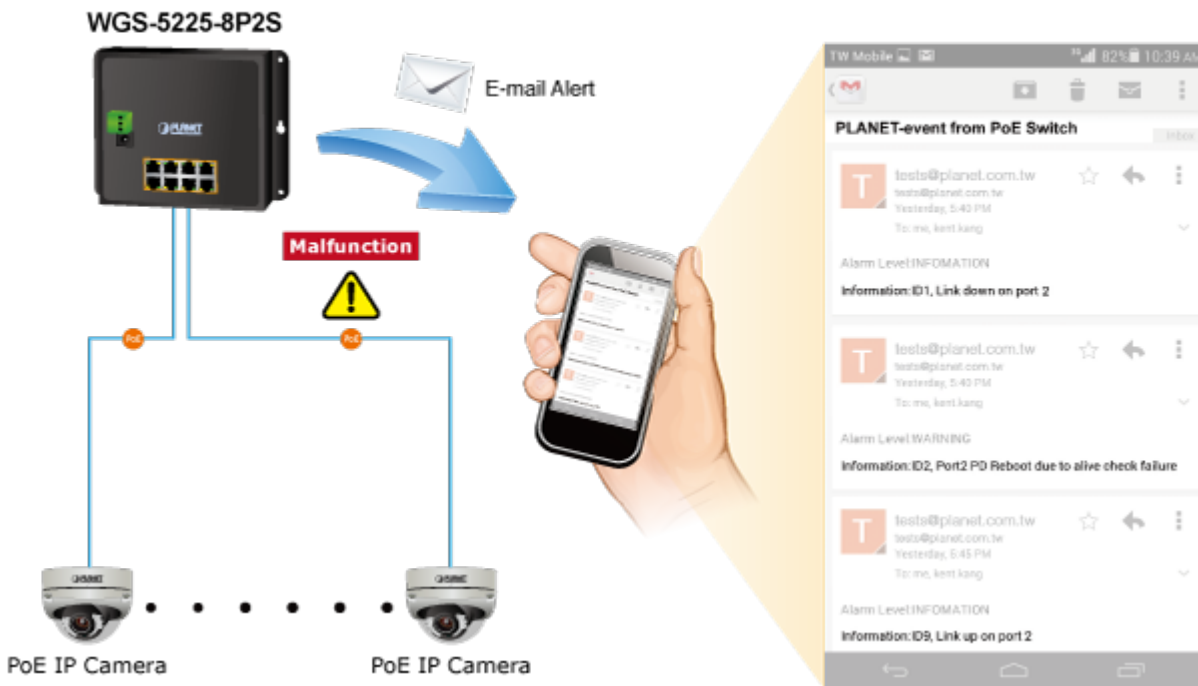 WGS-5225-8P2S
PLANET
E-mail Alert
Malfunction
PoE
PoE
PLANET
PLANET
PoE IP Camera
PoE IP Camera
TW Mobile
3G
82%
10:39 AM
PLANET-event from PoE Switch
Inbox
T
tests@planet.com.tw
tests@planet.com.tw
Yesterday, 5:40 PM
To: me, kent.kang
Alarm Level:INFOMATION
Information:ID1, Link down on port 2
T
tests@planet.com.tw
tests@planet.com.tw
Yesterday, 5:40 PM
To: me, kent.kang
Alarm Level:WARNING
Information:ID2, Port2 PD Reboot due to alive check failure
T
tests@planet.com.tw
tests@planet.com.tw
Yesterday, 5:45 PM
To: me, kent.kang
Alarm Level:INFOMATION
Information:ID9, Link up on port 2